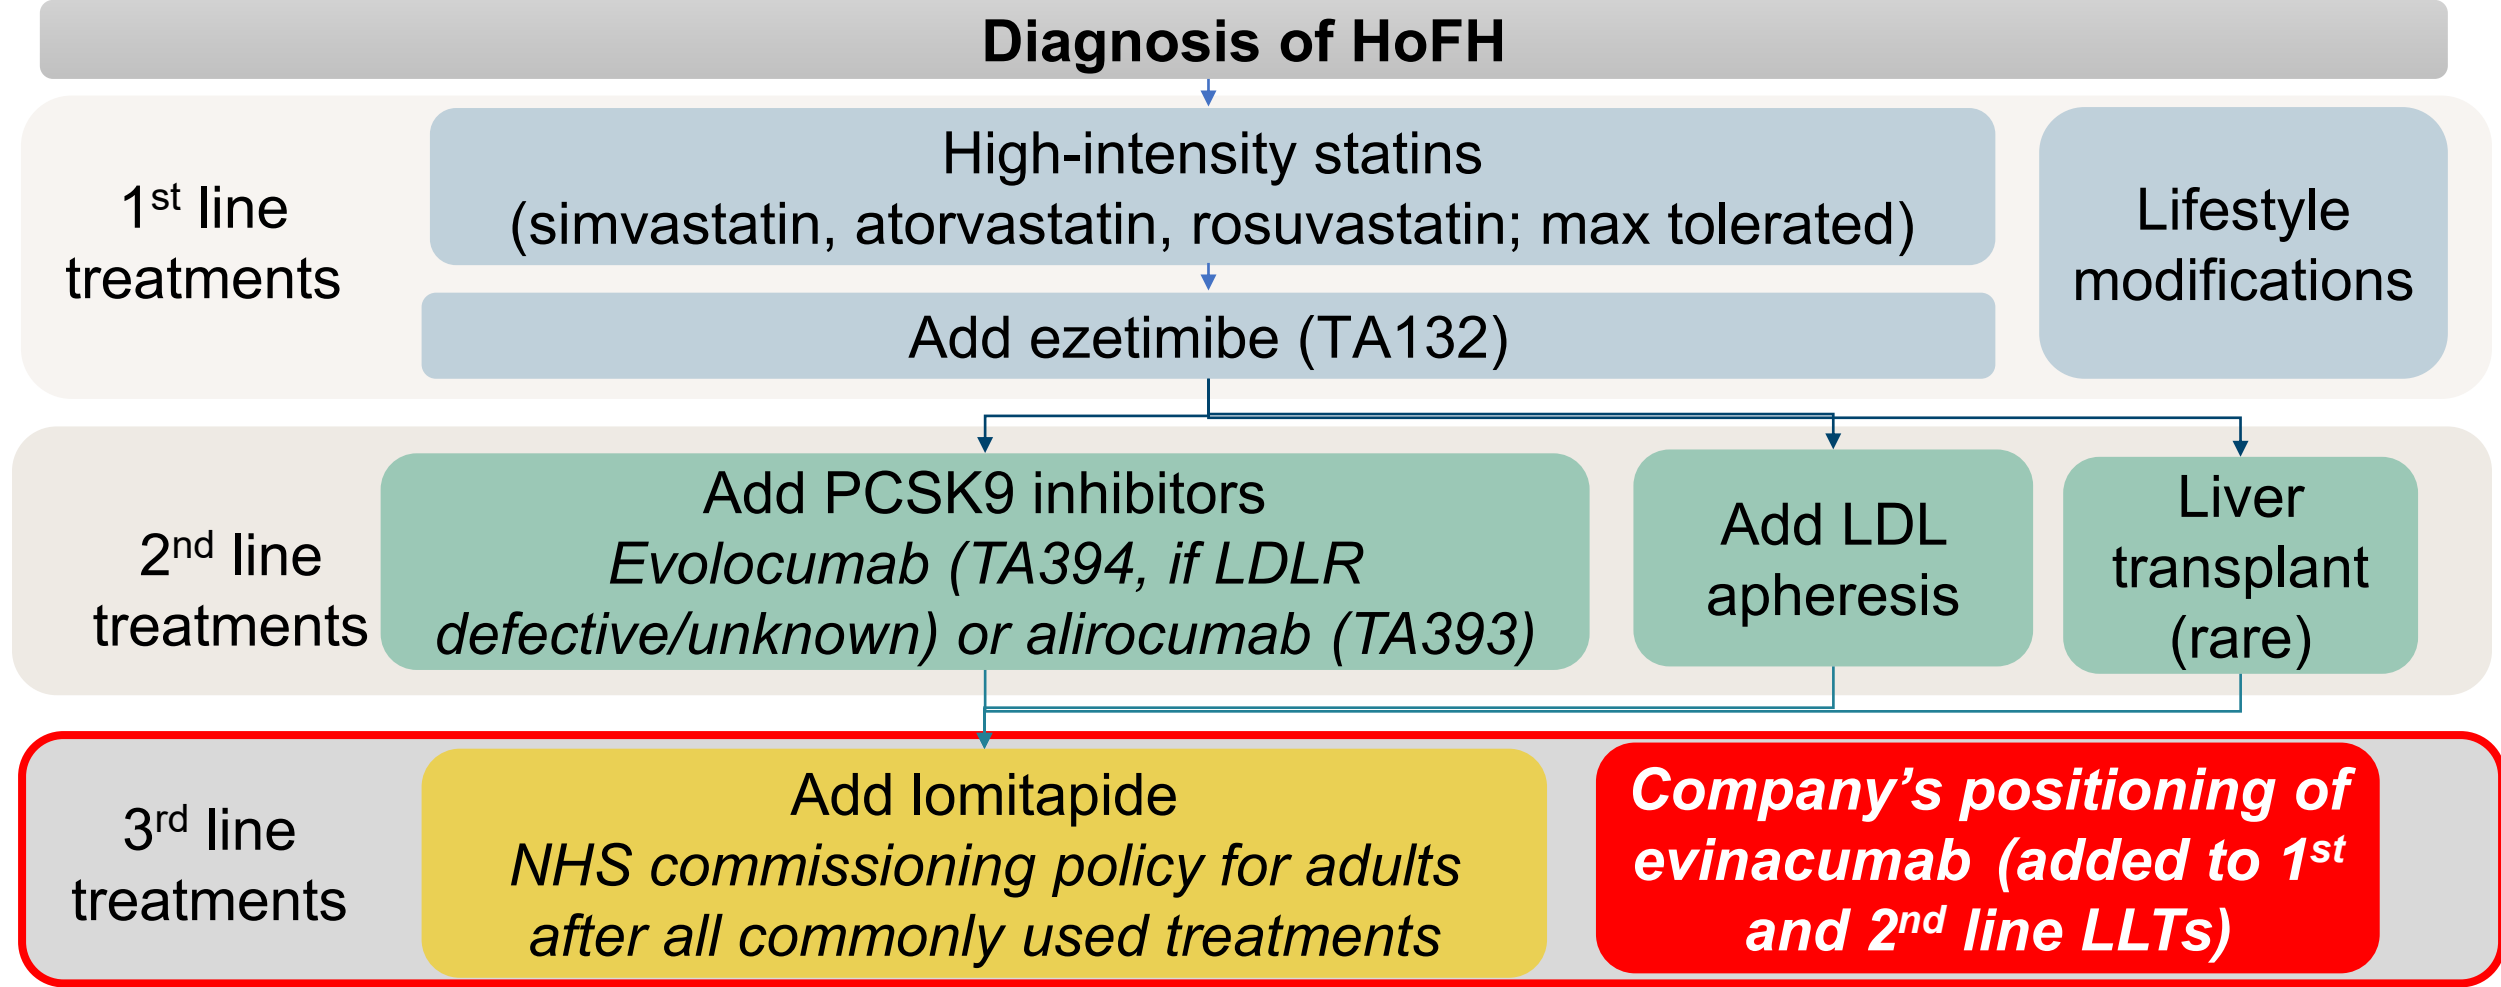 Diagnosis of HoFH
1st line
treatments
High-intensity statins
(simvastatin, atorvastatin, rosuvastatin; max tolerated)
Add ezetimibe (TA132)
Lifestyle
modifications
2nd line
treatments
Add PCSK9 inhibitors
Evolocumab (TA394, if LDLR
defective/unknown) or alirocumab (TA393)
Add LDL
apheresis
Liver
transplant
(rare)
3rd line
treatments
Add lomitapide
NHS commissioning policy for adults
after all commonly used treatments
Company’s positioning of
evinacumab (added to 1st
and 2nd line LLTs)